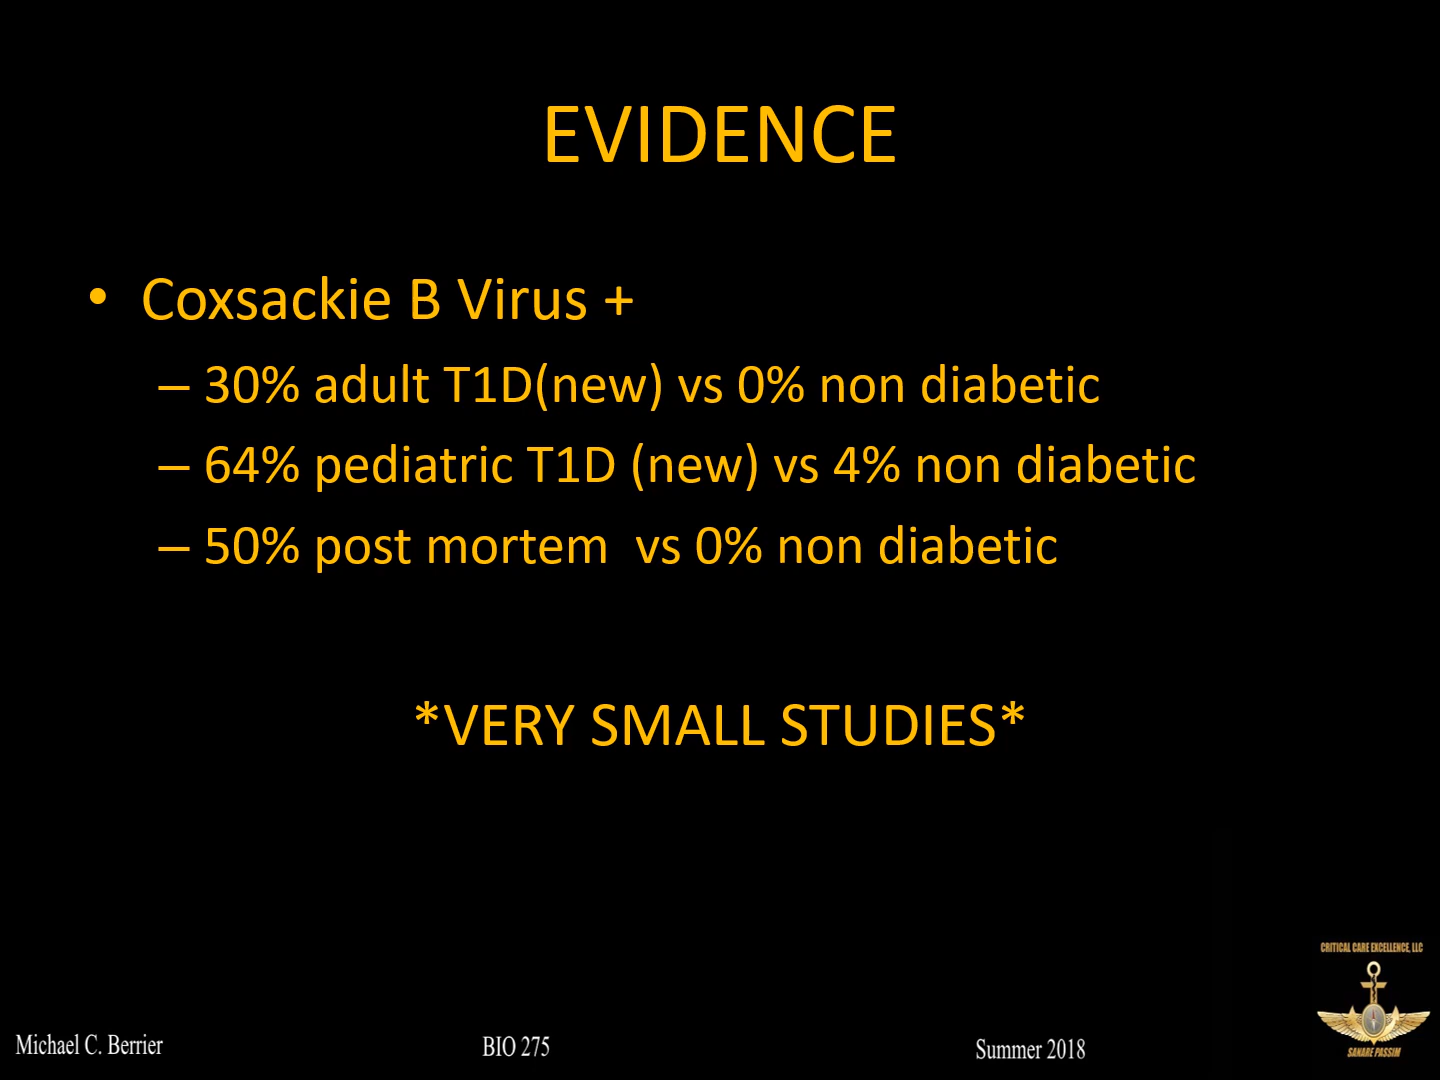 EVIDENCE
• Coxsackie B Virus +
– 30% adult T1D(new) vs 0% non diabetic
– 64% pediatric T1D (new) vs 4% non diabetic
– 50% post mortem  vs 0% non diabetic
*VERY SMALL STUDIES*
CRITICAL CARE EXCELLENCE, LLC
SANARE PASSIM
Michael C. Berrier
BIO 275
Summer 2018